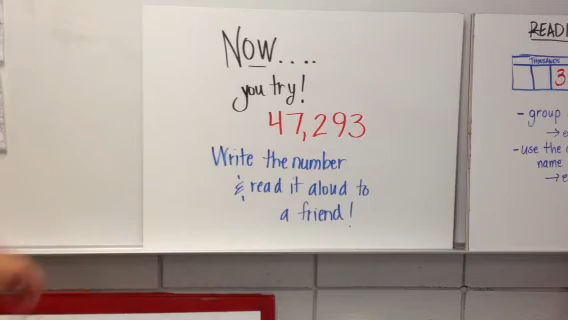 Now....
you try!
47,293
Write the number
& read it aloud to
a friend!
THOUSANDS
3
- group
- use the
name